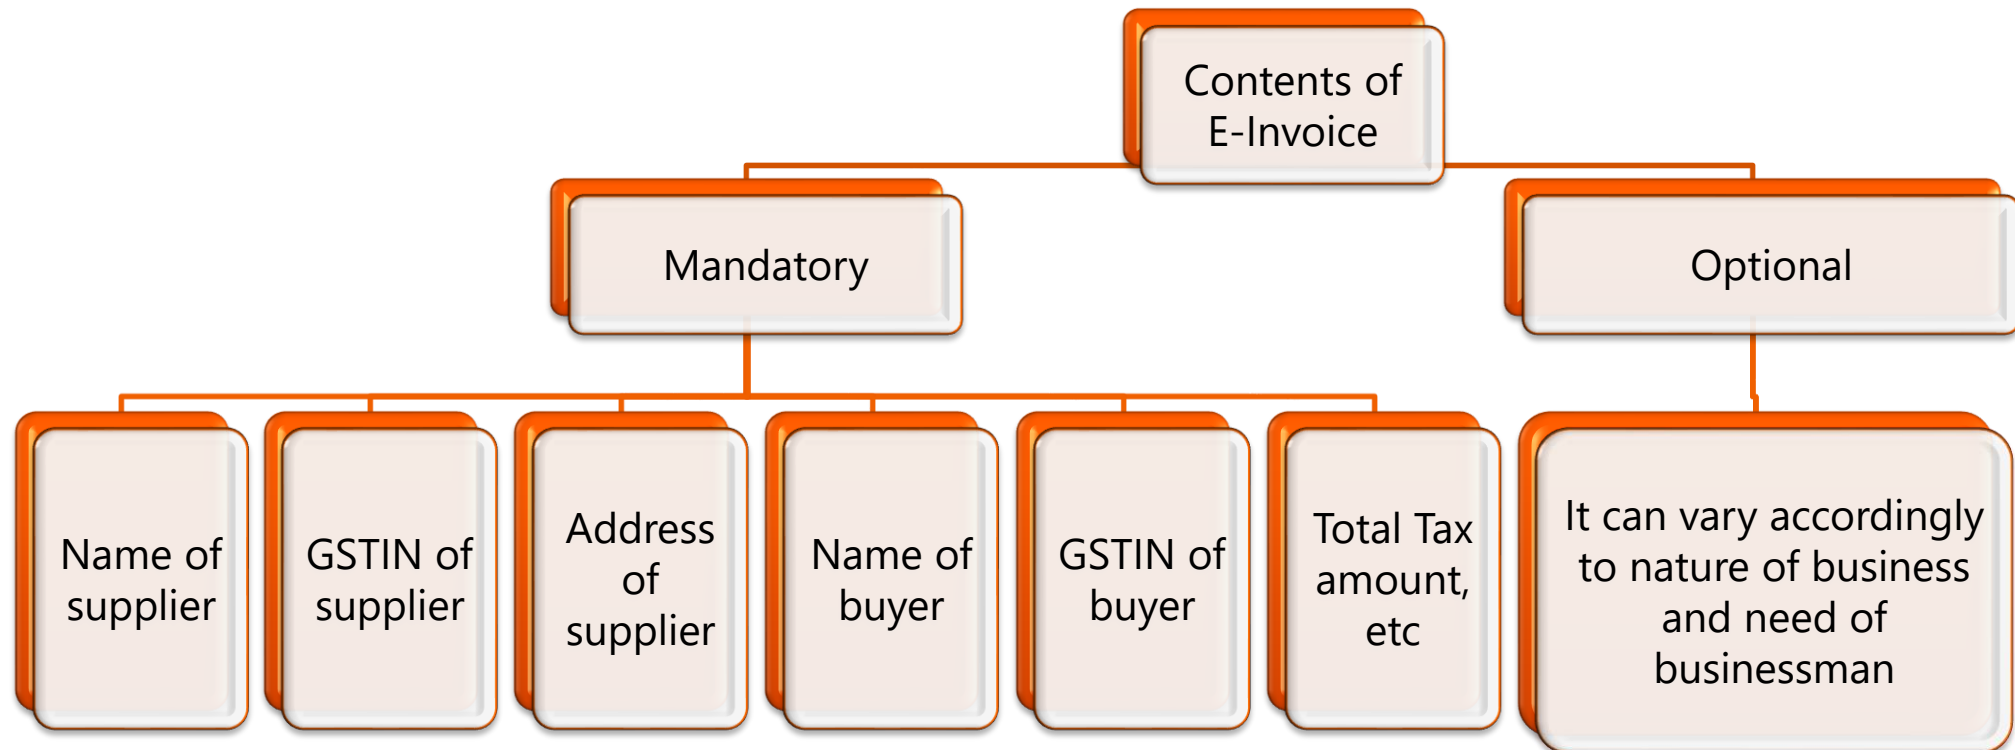 Contents of
E-Invoice
Mandatory
Optional
Name of
supplier
GSTIN of
supplier
Address
of
supplier
Name of
buyer
GSTIN of
buyer
Total Tax
amount,
etc
It can vary accordingly
to nature of business
and need of
businessman